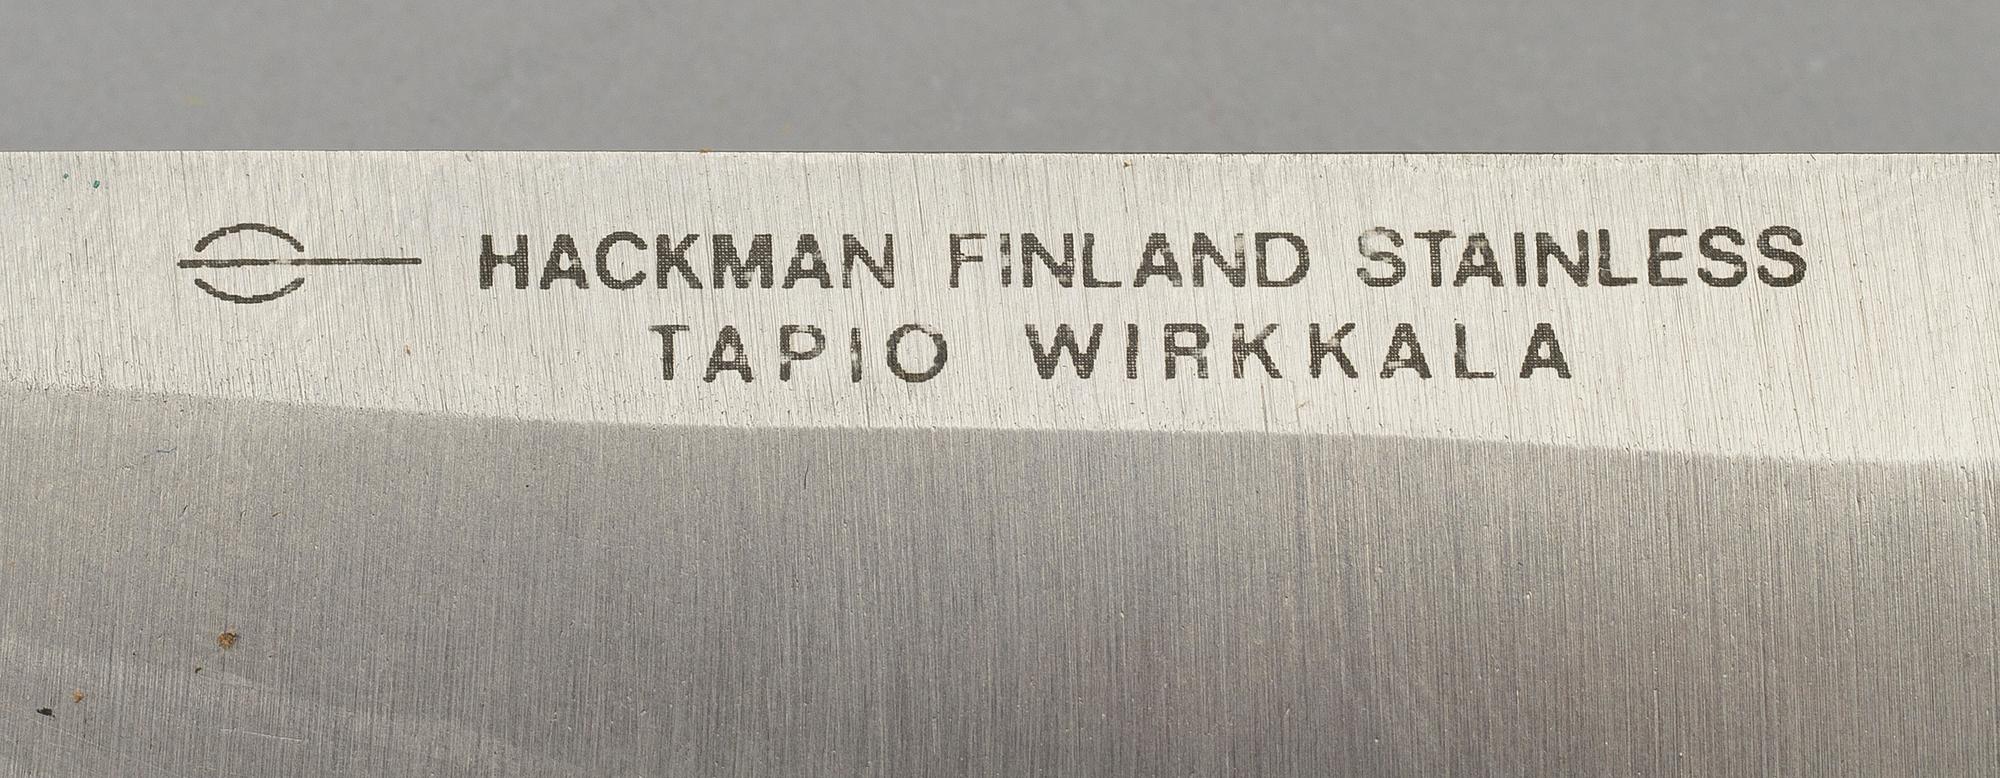 HACKMAN FINLAND STAINLESS
TAPIO WIRKKALA